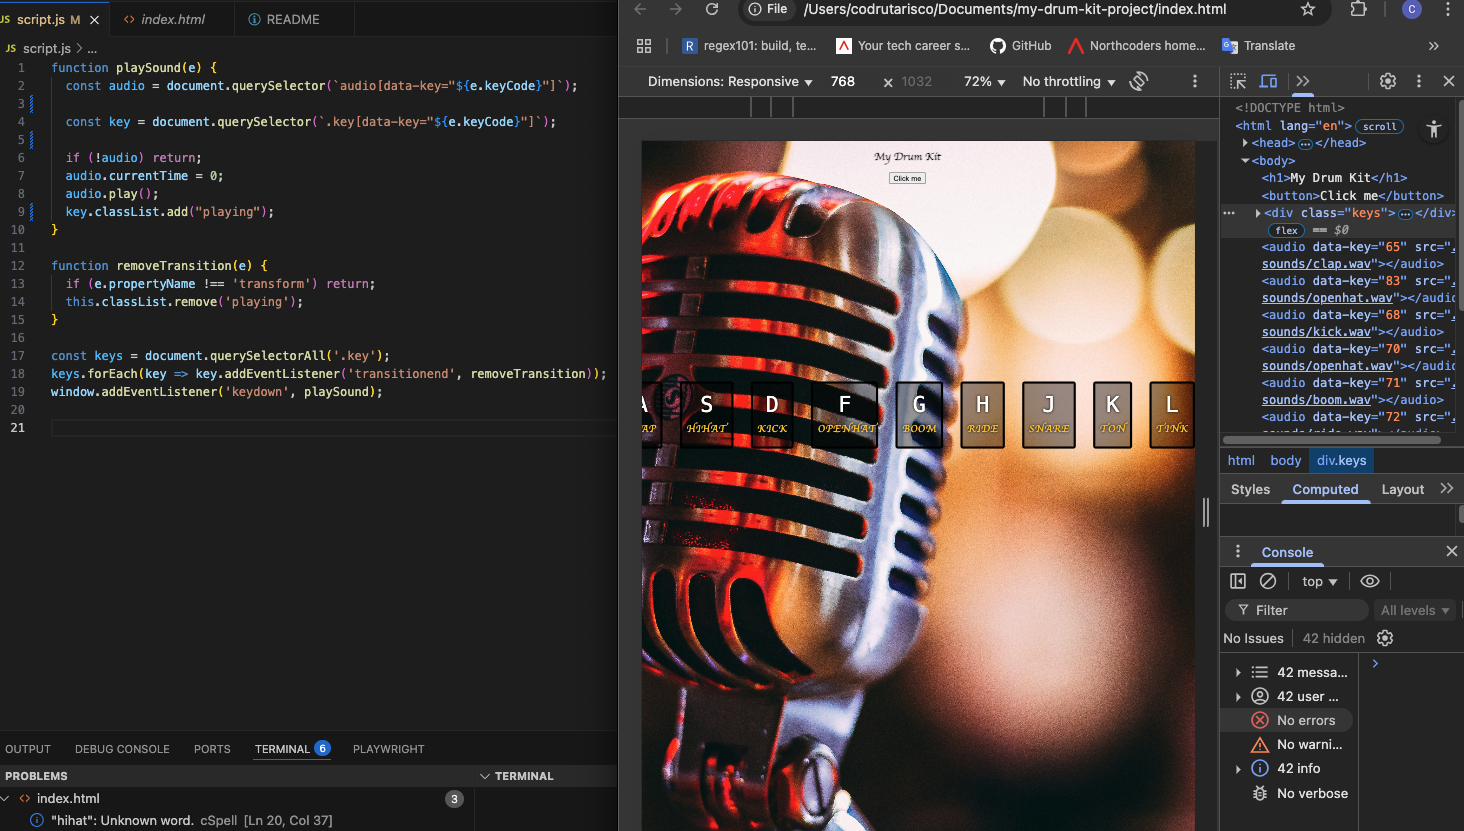 JS script.js M
<> index.html
README
JS script.js > ...
1 function playSound(e) {
2 const audio = document.querySelector(`audio[data-key="${e.keyCode}"]`);
3
4 const key = document.querySelector(`.key[data-key="${e.keyCode}"]`);
5
6 if (!audio) return;
7 audio.currentTime = 0;
8 audio.play();
9 key.classList.add("playing");
10 }
11
12 function removeTransition(e) {
13 if (e.propertyName !== 'transform') return;
14 this.classList.remove('playing');
15 }
16
17 const keys = document.querySelectorAll('.key');
18 keys.forEach(key => key.addEventListener('transitionend', removeTransition));
19 window.addEventListener('keydown', playSound);
20
21
OUTPUT DEBUG CONSOLE PORTS TERMINAL 6 PLAYWRIGHT
PROBLEMS
TERMINAL
<> index.html 3
"hihat": Unknown word. cSpell [Ln 20, Col 37]
File /Users/codrutarisco/Documents/my-drum-kit-project/index.html C
R regex101: build, te... Your tech career s... GitHub Northcoders home... Translate
Dimensions: Responsive 768 x 1032 72% No throttling
My Drum Kit
Click me
A S D F G H J K L
AP HIHAT KICK OPENHAT BOOM RIDE SNARE TON TINK
<!DOCTYPE html>
<html lang="en"> scroll
<head> ... </head>
<body>
<h1>My Drum Kit</h1>
<button>Click me</button>
... <div class="keys"> ... </div>
flex == $0
<audio data-key="65" src=".
sounds/clap.wav"></audio>
<audio data-key="83" src=".
sounds/openhat.wav"></audio
<audio data-key="68" src=".
sounds/kick.wav"></audio>
<audio data-key="70" src=".
sounds/openhat.wav"></audio
<audio data-key="71" src=".
sounds/boom.wav"></audio>
<audio data-key="72" src=".
html body div.keys
Styles Computed Layout
Console
top
Filter All levels
No Issues 42 hidden
42 messa...
42 user ...
No errors
No warni...
42 info
No verbose